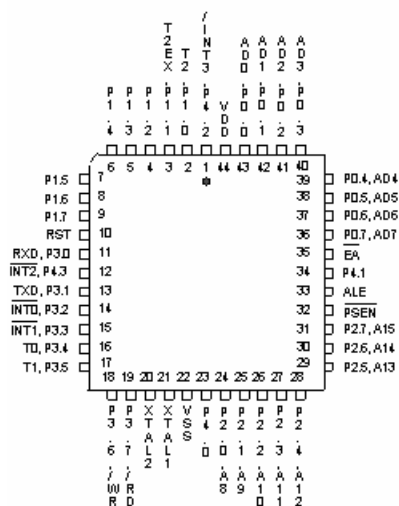 P1.4
P1.3
P1.2
T2EX,P1.1
T2,P1.0
/INT3,P4.2
VDD
AD0,P0.0
AD1,P0.1
AD2,P0.2
AD3,P0.3
6 5 4 3 2 1 44 43 42 41 40
P1.5 7
P1.6 8
P1.7 9
RST 10
RXD, P3.0 11
INT2, P4.3 12
TXD, P3.1 13
INT0, P3.2 14
INT1, P3.3 15
T0, P3.4 16
T1, P3.5 17
39 P0.4, AD4
38 P0.5, AD5
37 P0.6, AD6
36 P0.7, AD7
35 EA
34 P4.1
33 ALE
32 PSEN
31 P2.7, A15
30 P2.6, A14
29 P2.5, A13
18 19 20 21 22 23 24 25 26 27 28
P3.6,/WR
P3.7,/RD
XTAL2
XTAL1
VSS
P4.0
P2.0,A8
P2.1,A9
P2.2,A10
P2.3,A11
P2.4,A12